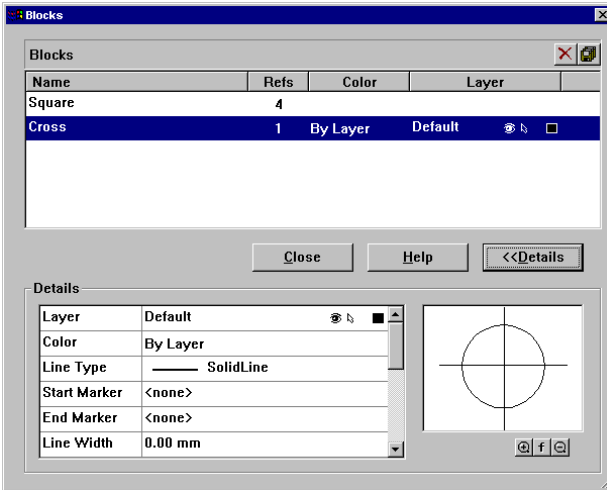 Blocks
Blocks
Name Refs Color Layer
Square 4
Cross 1 By Layer Default
Close Help <<Details
Details
Layer Default
Color By Layer
Line Type SolidLine
Start Marker <none>
End Marker <none>
Line Width 0.00 mm
f